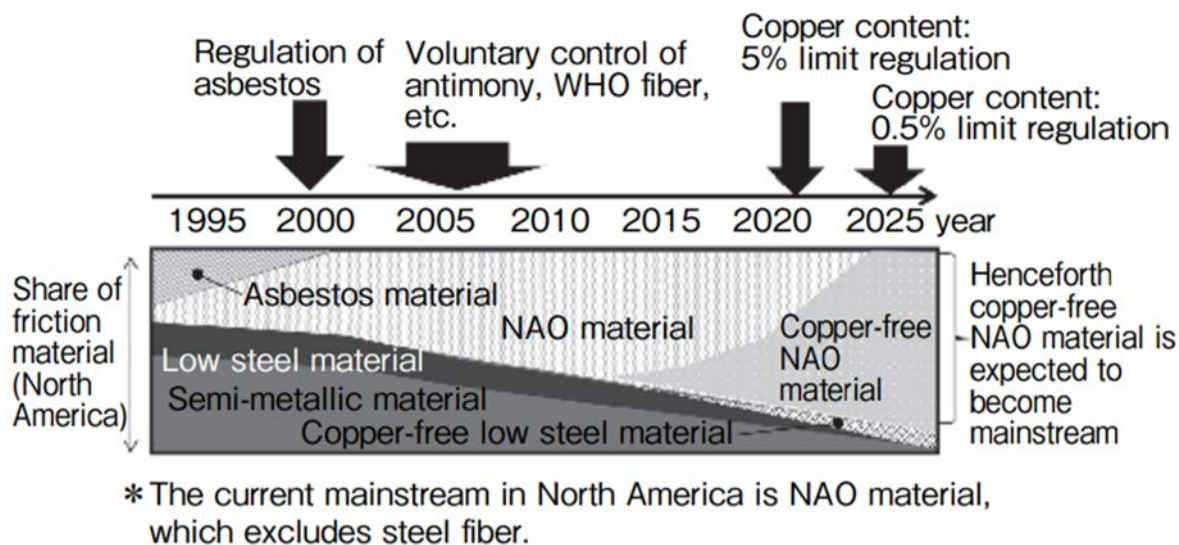 Regulation of
asbestos
Voluntary control of
antimony, WHO fiber,
etc.
Copper content:
5% limit regulation
Copper content:
0.5% limit regulation
1995 2000 2005 2010 2015 2020 2025 year
Share of
friction
material
(North
America)
Asbestos material
NAO material
Low steel material
Semi-metallic material
Copper-free low steel material
Copper-free
NAO
material
Henceforth
copper-free
NAO material is
expected to
become
mainstream
* The current mainstream in North America is NAO material,
which excludes steel fiber.